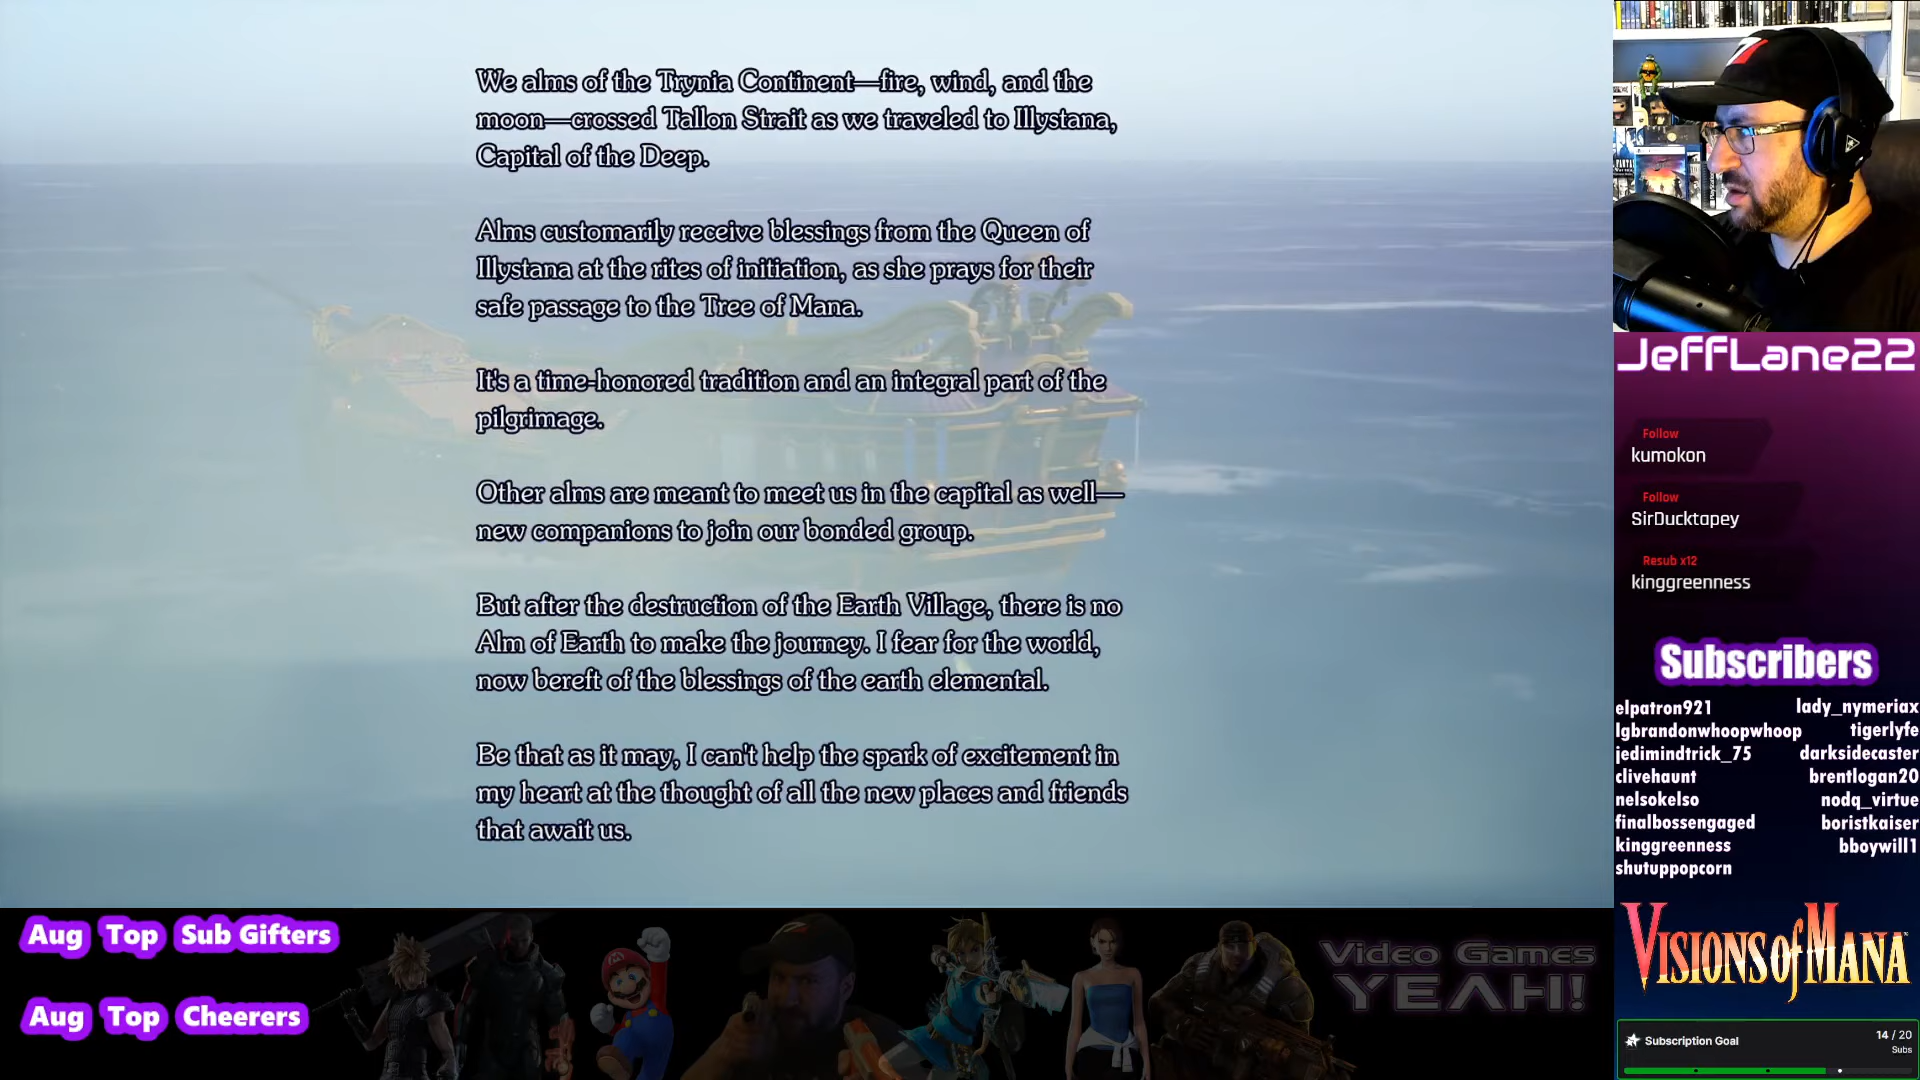 We alms of the Trynia Continent—fire, wind, and the
moon—crossed Tallon Strait as we traveled to Illystana,
Capital of the Deep.
Alms customarily receive blessings from the Queen of
Illystana at the rites of initiation, as she prays for their
safe passage to the Tree of Mana.
It's a time-honored tradition and an integral part of the
pilgrimage.
Other alms are meant to meet us in the capital as well—
new companions to join our bonded group.
But after the destruction of the Earth Village, there is no
Alm of Earth to make the journey. I fear for the world,
now bereft of the blessings of the earth elemental.
Be that as it may, I can't help the spark of excitement in
my heart at the thought of all the new places and friends
that await us.
JeffLane22
Follow
kumokon
Follow
SirDucktapey
Resub x12
kinggreenness
Subscribers
elpatron921 lady_nymeriax
lgbrandonwhoopwhoop tigerlyfe
jedimindtrick_75 darksidecaster
clivehaunt brentlogan20
nelsokelso nodq_virtue
finalbossengaged boristkaiser
kinggreenness bboywill1
shutuppopcorn
VISIONS of MANA
Subscription Goal 14 / 20
Subs
Aug Top Sub Gifters
Aug Top Cheerers
Video Games
YEAH!